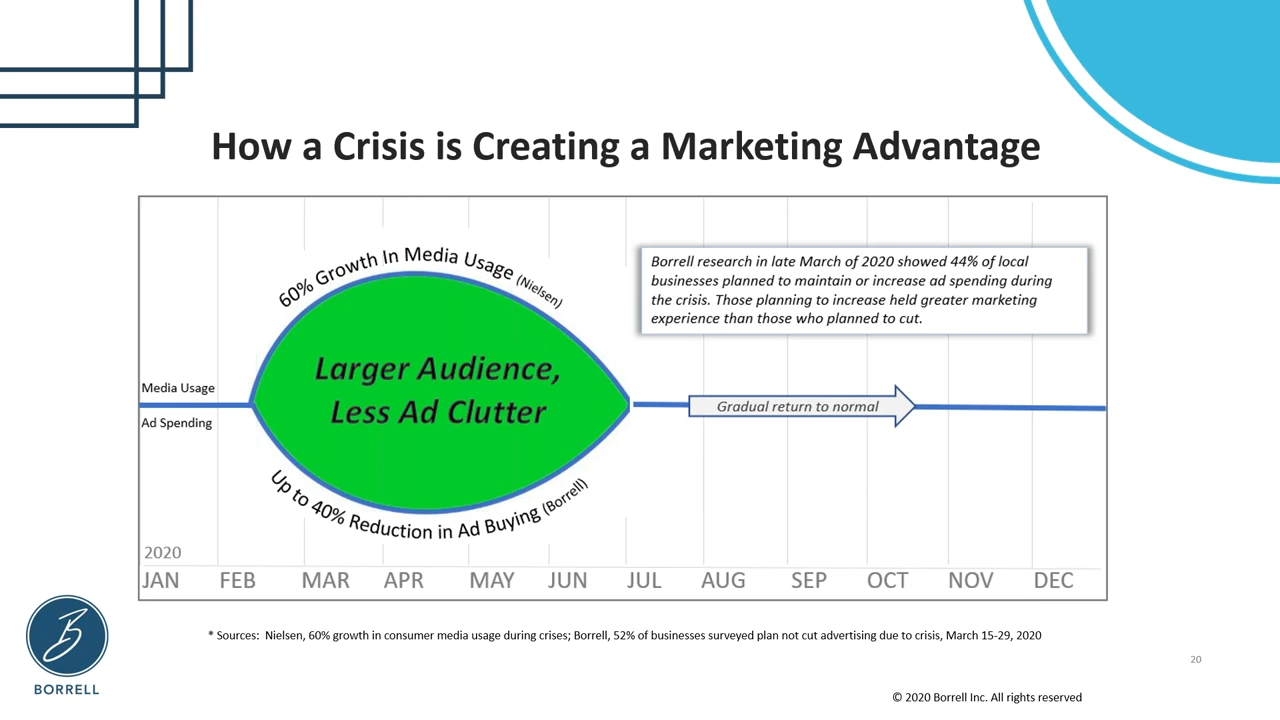 How a Crisis is Creating a Marketing Advantage
60% Growth In Media Usage (Nielsen)
Borrell research in late March of 2020 showed 44% of local
businesses planned to maintain or increase ad spending during
the crisis. Those planning to increase held greater marketing
experience than those who planned to cut.
Larger Audience,
Less Ad Clutter
Media Usage
Ad Spending
Gradual return to normal
Up to 40% Reduction in Ad Buying (Borrell)
2020
JAN FEB MAR APR MAY JUN JUL AUG SEP OCT NOV DEC
* Sources: Nielsen, 60% growth in consumer media usage during crises; Borrell, 52% of businesses surveyed plan not cut advertising due to crisis, March 15-29, 2020
B
BORRELL
20
© 2020 Borrell Inc. All rights reserved